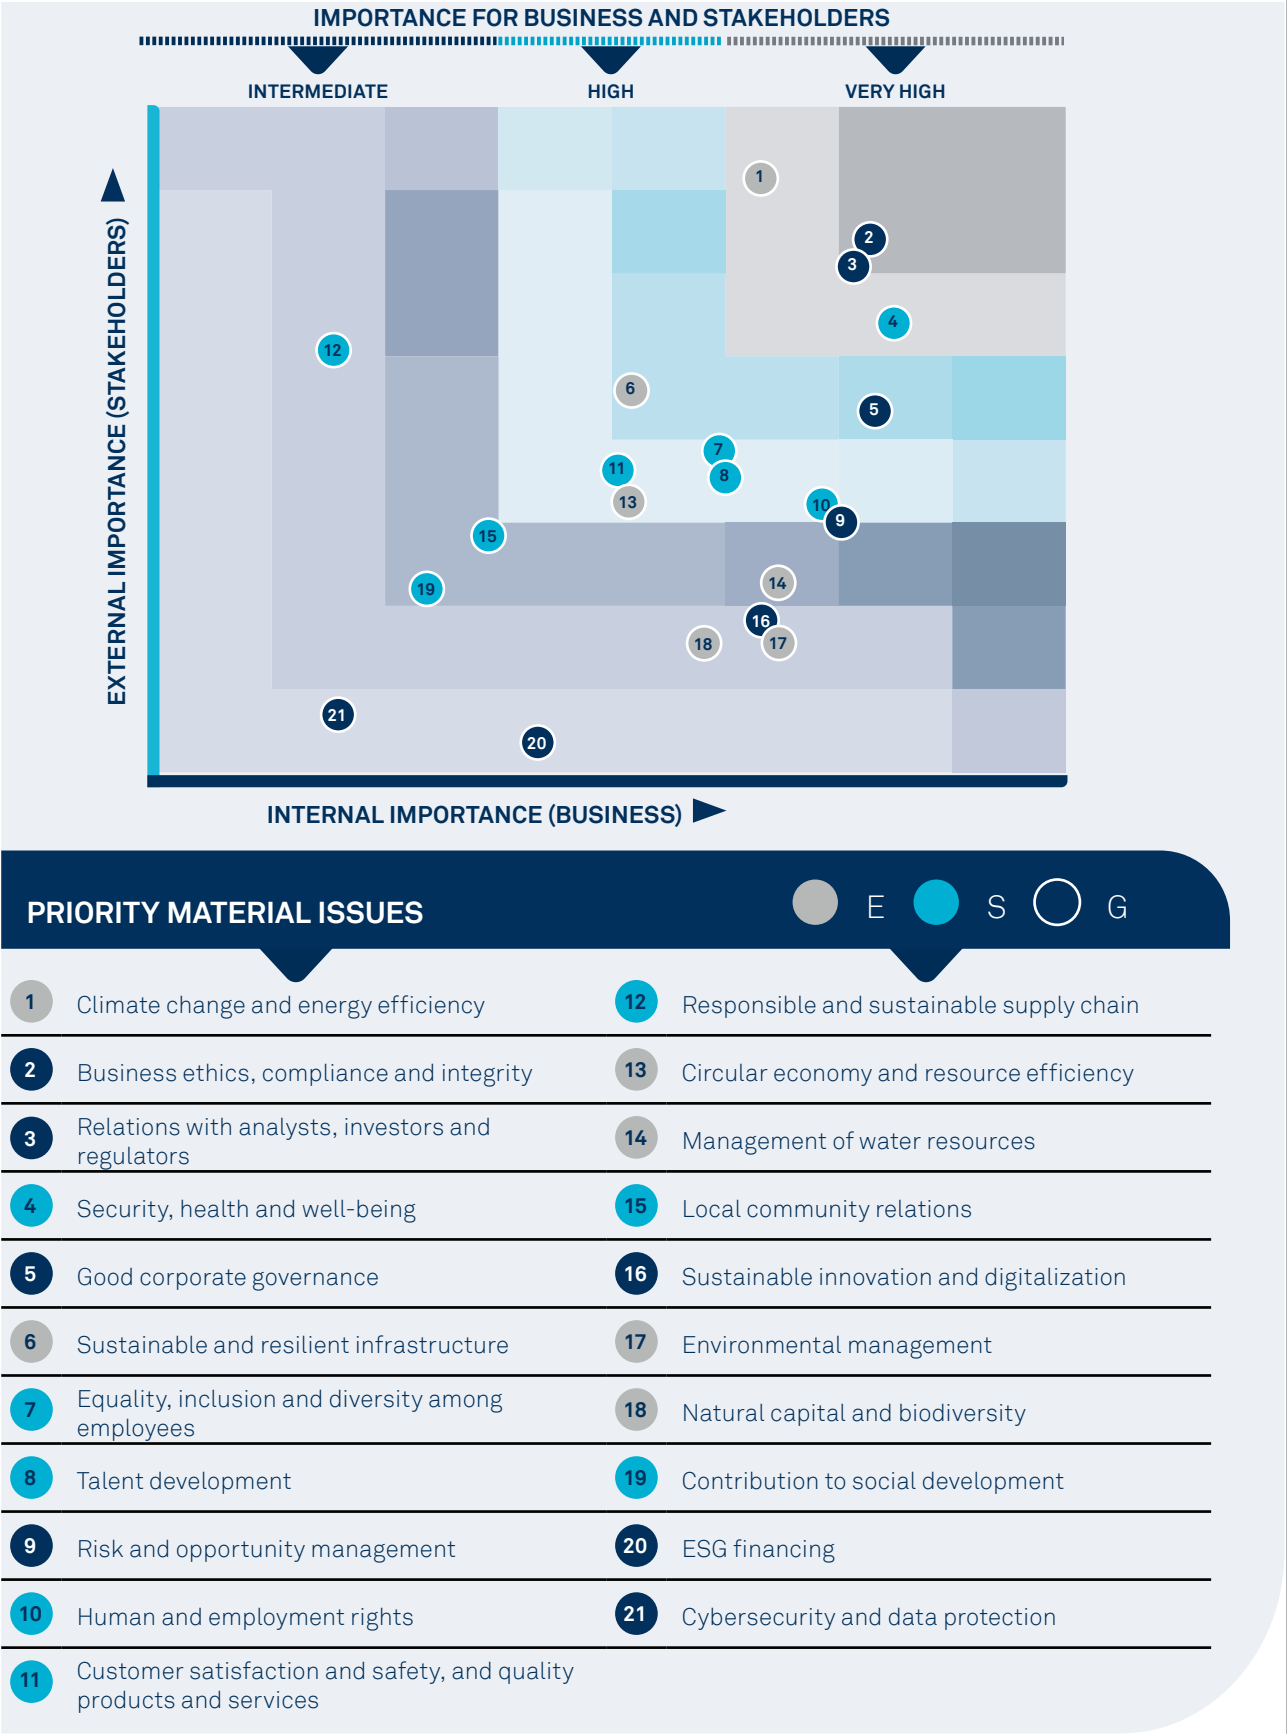 IMPORTANCE FOR BUSINESS AND STAKEHOLDERS
INTERMEDIATE
HIGH
VERY HIGH
EXTERNAL IMPORTANCE (STAKEHOLDERS)
1
2
3
4
12
6
5
7
11
8
13
10
9
15
14
19
16
18
17
21
20
INTERNAL IMPORTANCE (BUSINESS)
PRIORITY MATERIAL ISSUES
E
S
G
1 Climate change and energy efficiency
2 Business ethics, compliance and integrity
3 Relations with analysts, investors and
regulators
4 Security, health and well-being
5 Good corporate governance
6 Sustainable and resilient infrastructure
7 Equality, inclusion and diversity among
employees
8 Talent development
9 Risk and opportunity management
10 Human and employment rights
11 Customer satisfaction and safety, and quality
products and services
12 Responsible and sustainable supply chain
13 Circular economy and resource efficiency
14 Management of water resources
15 Local community relations
16 Sustainable innovation and digitalization
17 Environmental management
18 Natural capital and biodiversity
19 Contribution to social development
20 ESG financing
21 Cybersecurity and data protection